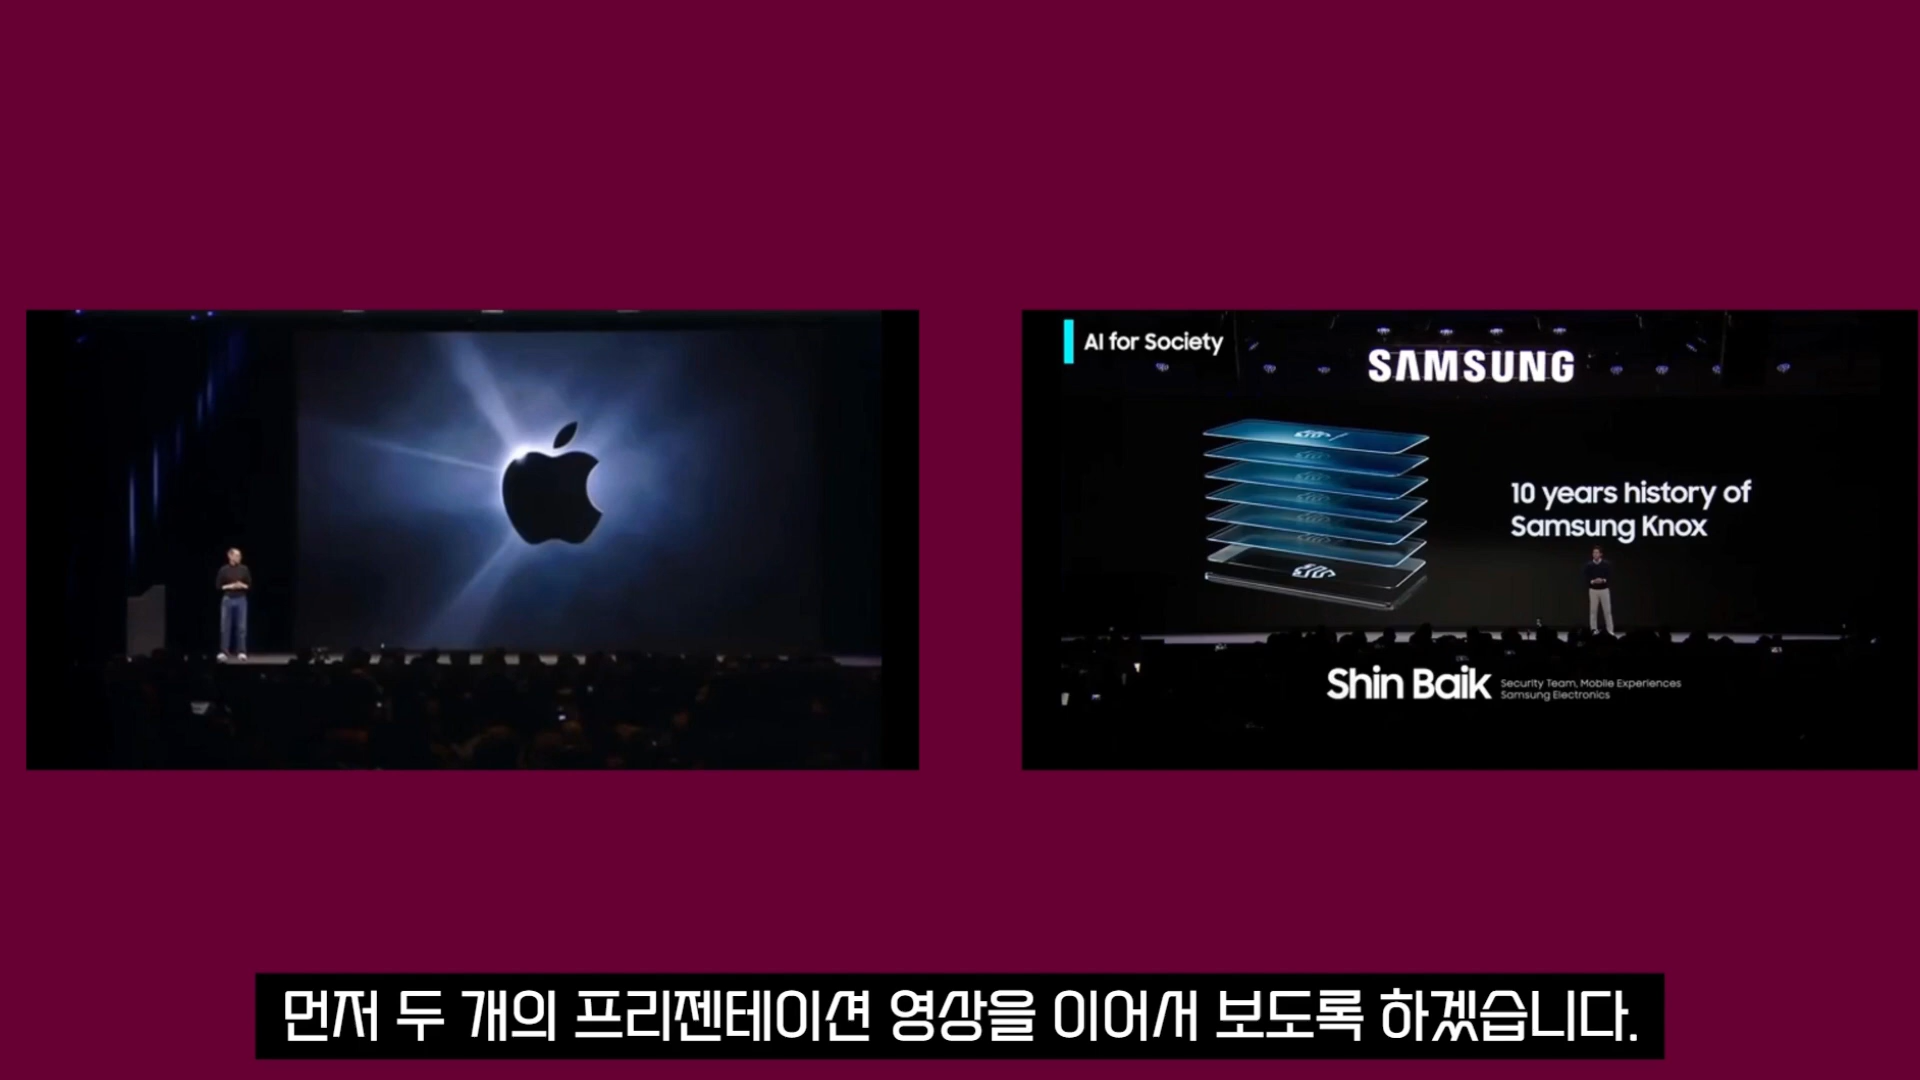 AI for Society
SAMSUNG
10 years history of
Samsung Knox
Shin Baik
Security Team, Mobile Experiences
Samsung Electronics
먼저 두 개의 프리젠테이션 영상을 이어서 보도록 하겠습니다.